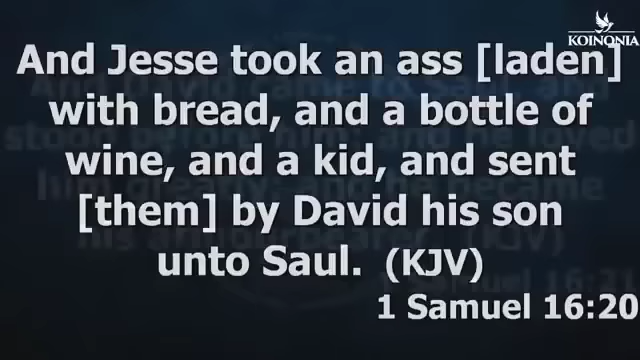 KOINONIA
And Jesse took an ass [laden]
with bread, and a bottle of
wine, and a kid, and sent
[them] by David his son
unto Saul. (KJV)
1 Samuel 16:20